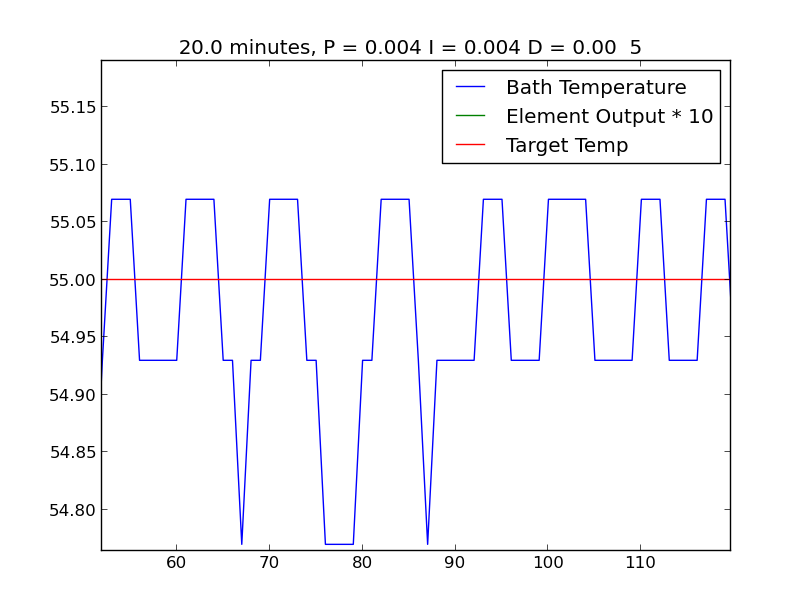 20.0 minutes, P = 0.004 I = 0.004 D = 0.00  5
Bath Temperature
Element Output * 10
Target Temp
55.15
55.10
55.05
55.00
54.95
54.90
54.85
54.80
60 70 80 90 100 110